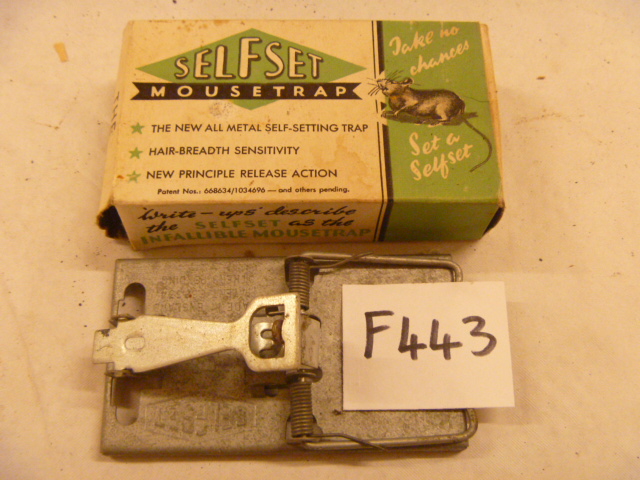 SELFSET
MOUSETRAP
★ THE NEW ALL METAL SELF-SETTING TRAP
★ HAIR-BREADTH SENSITIVITY
★ NEW PRINCIPLE RELEASE ACTION
Patent Nos.: 668634/1034696 — and others pending.
Take no
chances
Set a
Selfset
'Write - ups' describe
the SELFSET as the
INFALLIBLE MOUSETRAP
F443